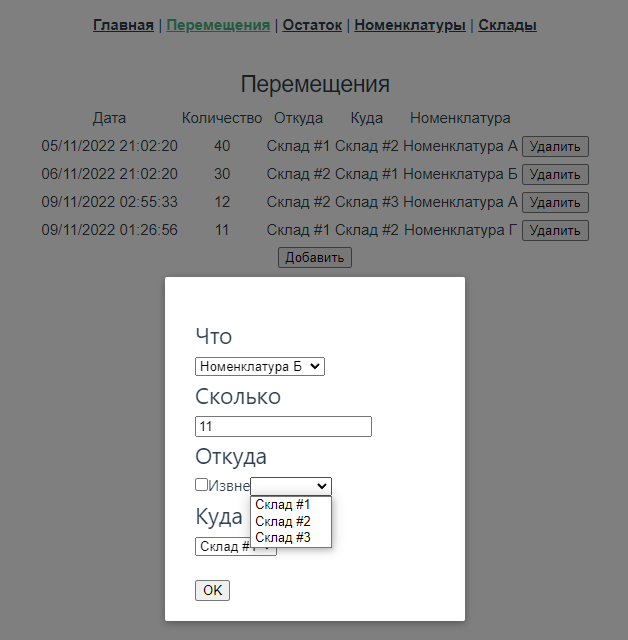 Главная | Перемещения | Остаток | Номенклатуры | Склады
Перемещения
Дата Количество Откуда Куда Номенклатура
05/11/2022 21:02:20 40 Склад #1 Склад #2 Номенклатура А Удалить
06/11/2022 21:02:20 30 Склад #2 Склад #1 Номенклатура Б Удалить
09/11/2022 02:55:33 12 Склад #2 Склад #3 Номенклатура А Удалить
09/11/2022 01:26:56 11 Склад #1 Склад #2 Номенклатура Г Удалить
Добавить
Что
Номенклатура Б
Сколько
11
Откуда
Извне
Склад #1
Склад #2
Склад #3
Куда
Склад
OK